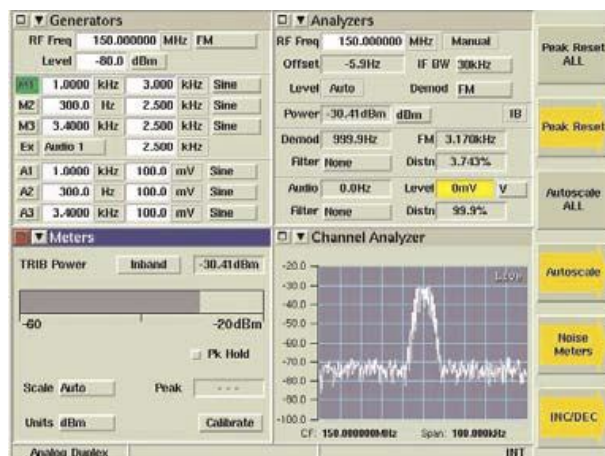 Generators
RF Freq 150.000000 MHz FM
Level -80.0 dBm
M1 1.0000 kHz 3.000 kHz Sine
M2 300.0 Hz 2.500 kHz Sine
M3 3.4000 kHz 2.500 kHz Sine
Ex Audio 1 2.500 kHz
A1 1.0000 kHz 100.0 mV Sine
A2 300.0 Hz 100.0 mV Sine
A3 3.4000 kHz 100.0 mV Sine
Analyzers
RF Freq 150.000000 MHz Manual
Offset -5.9Hz IF BW 30kHz
Level Auto Demod FM
Power -30.41dBm dBm IB
Demod 999.9Hz FM 3.170kHz
Filter None Distn 3.743%
Audio 0.0Hz Level 0mV V
Filter None Distn 99.9%
Meters
TRIB Power Inband -30.41dBm
-60 -20dBm
Pk Hold
Scale Auto Peak - - -
Units dBm Calibrate
Channel Analyzer
Live
-20.0
-30.0
-40.0
-50.0
-60.0
-70.0
-80.0
-90.0
-100.0
CF: 150.000000MHz Span: 100.000kHz
Peak Reset ALL
Peak Reset
Autoscale ALL
Autoscale
Noise Meters
INC/DEC
Analog Duplex INT